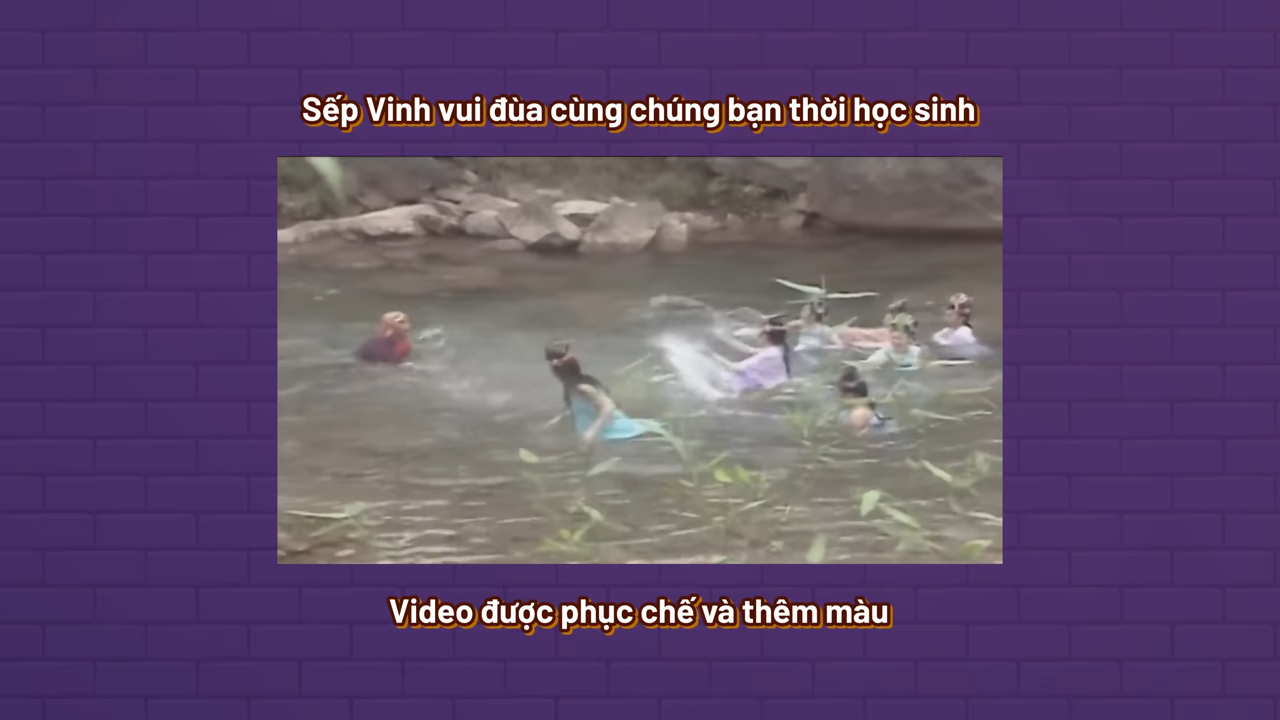 Sếp Vinh vui đùa cùng chúng bạn thời học sinh
Video được phục chế và thêm màu